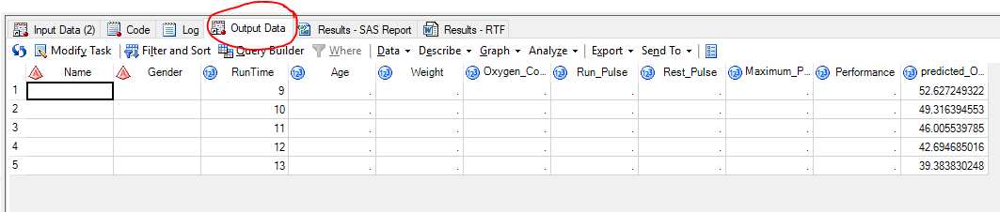 Input Data (2) Code Log Output Data Results - SAS Report Results - RTF
Modify Task Filter and Sort Query Builder Where Data Describe Graph Analyze Export Send To
Name Gender RunTime Age Weight Oxygen_Co... Run_Pulse Rest_Pulse Maximum_P... Performance predicted_O...
1 9 . . . . . . . 52.627249322
2 10 . . . . . . . 49.316394553
3 11 . . . . . . . 46.005539785
4 12 . . . . . . . 42.694685016
5 13 . . . . . . . 39.383830248